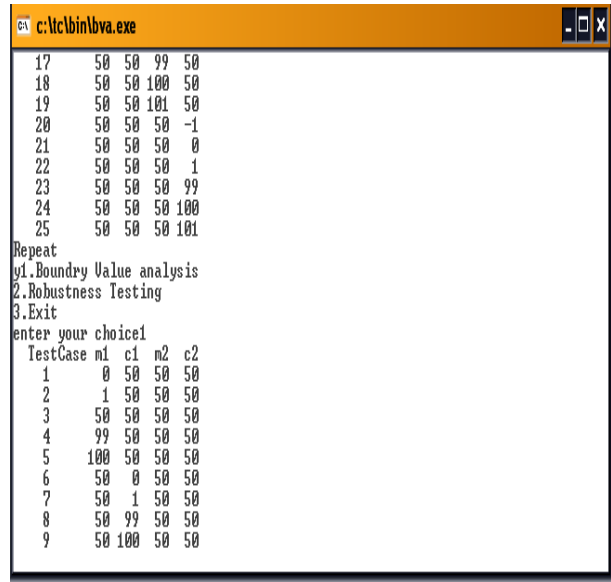 c:\tc\bin\bva.exe
17 50 50 99 50
18 50 50 100 50
19 50 50 101 50
20 50 50 50 -1
21 50 50 50 0
22 50 50 50 1
23 50 50 50 99
24 50 50 50 100
25 50 50 50 101
Repeat
y1.Boundry Value analysis
2.Robustness Testing
3.Exit
enter your choice1
TestCase m1 c1 m2 c2
1 0 50 50 50
2 1 50 50 50
3 50 50 50 50
4 99 50 50 50
5 100 50 50 50
6 50 0 50 50
7 50 1 50 50
8 50 99 50 50
9 50 100 50 50